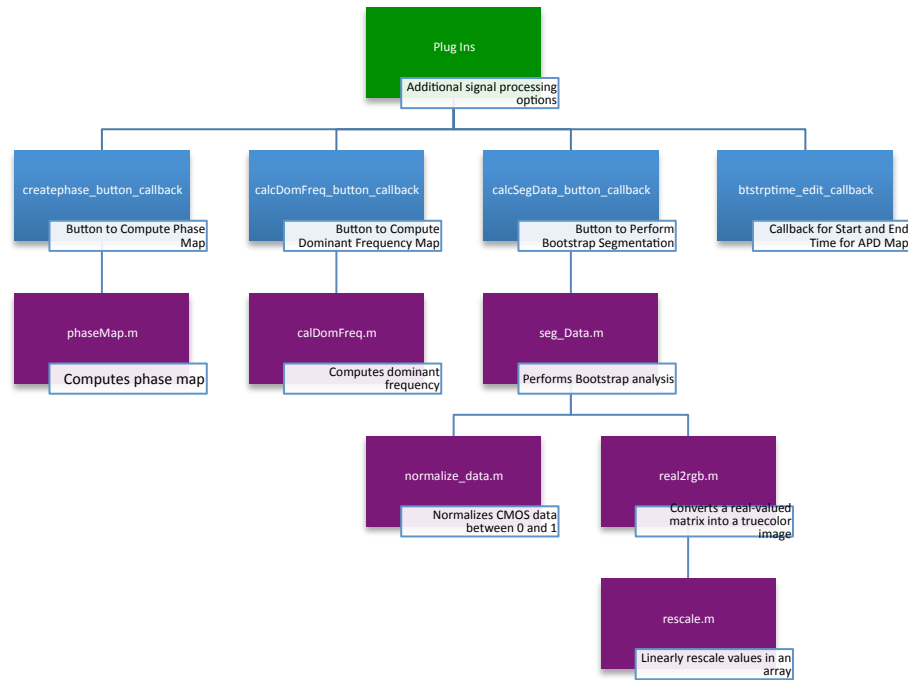 Plug Ins
Additional signal processing
options
createphase_button_callback
Button to Compute Phase
Map
calcDomFreq_button_callback
Button to Compute
Dominant Frequency Map
calcSegData_button_callback
Button to Perform
Bootstrap Segmentation
btstrptime_edit_callback
Callback for Start and End
Time for APD Map
phaseMap.m
Computes phase map
calDomFreq.m
Computes dominant
frequency
seg_Data.m
Performs Bootstrap analysis
normalize_data.m
Normalizes CMOS data
between 0 and 1
real2rgb.m
Converts a real-valued
matrix into a truecolor
image
rescale.m
Linearly rescale values in an
array